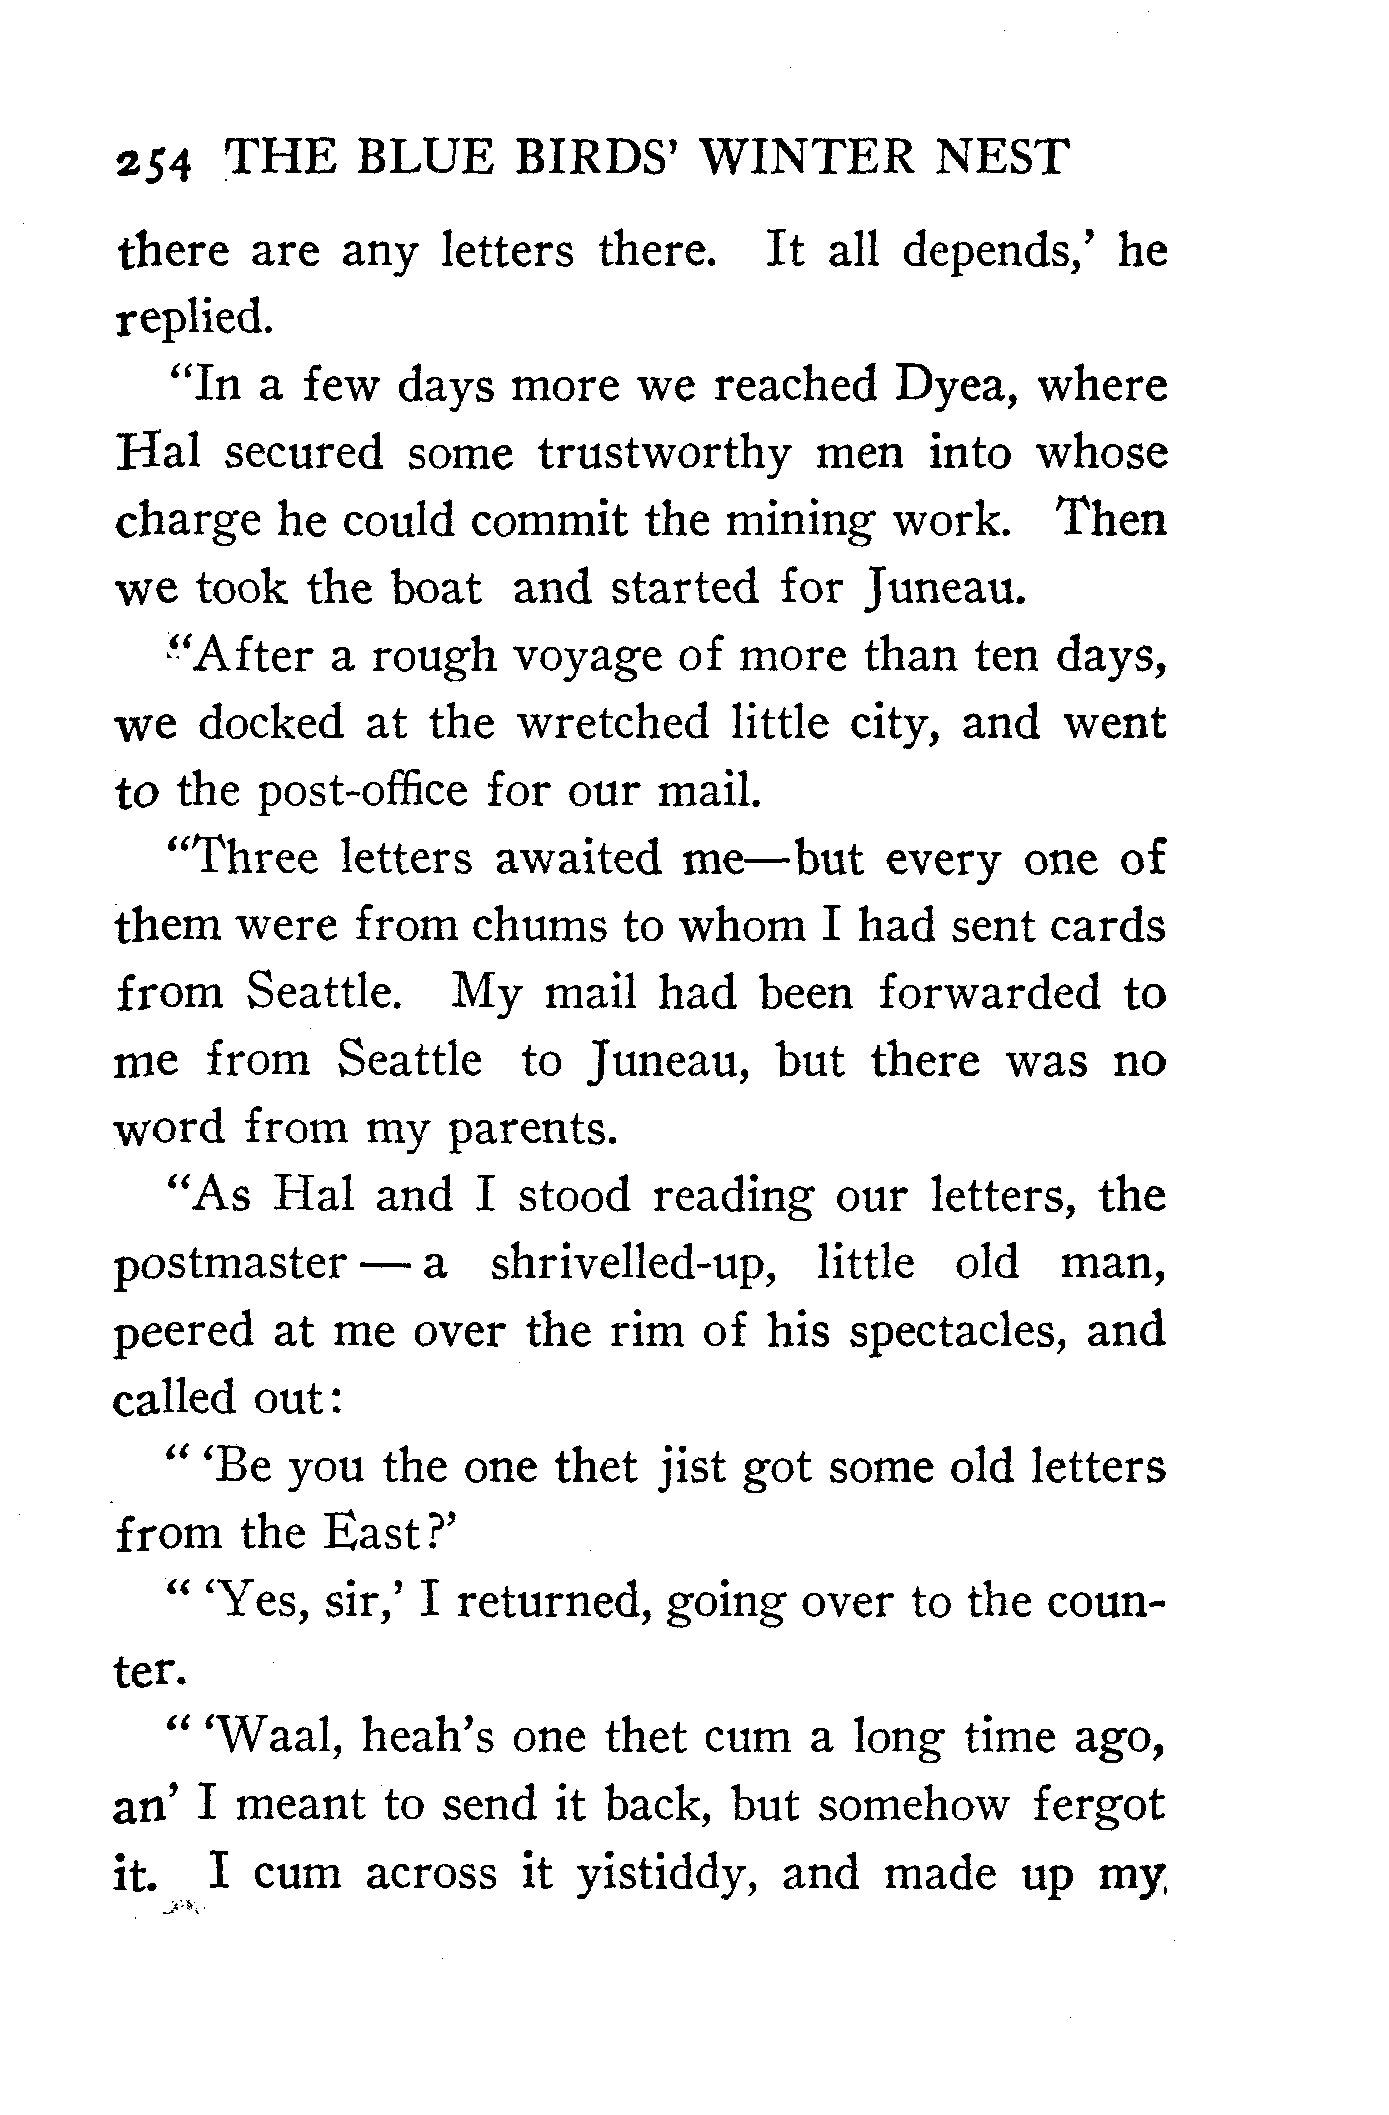 254 THE BLUE BIRDS' WINTER NEST
there are any letters there. It all depends,' he
replied.
“In a few days more we reached Dyea, where
Hal secured some trustworthy men into whose
charge he could commit the mining work. Then
we took the boat and started for Juneau.
“After a rough voyage of more than ten days,
we docked at the wretched little city, and went
to the post-office for our mail.
“Three letters awaited me—but every one of
them were from chums to whom I had sent cards
from Seattle. My mail had been forwarded to
me from Seattle to Juneau, but there was no
word from my parents.
“As Hal and I stood reading our letters, the
postmaster — a shrivelled-up, little old man,
peered at me over the rim of his spectacles, and
called out:
“ ‘Be you the one thet jist got some old letters
from the East?’
“ ‘Yes, sir,’ I returned, going over to the coun-
ter.
“ ‘Waal, heah’s one thet cum a long time ago,
an’ I meant to send it back, but somehow fergot
it. I cum across it yistiddy, and made up my